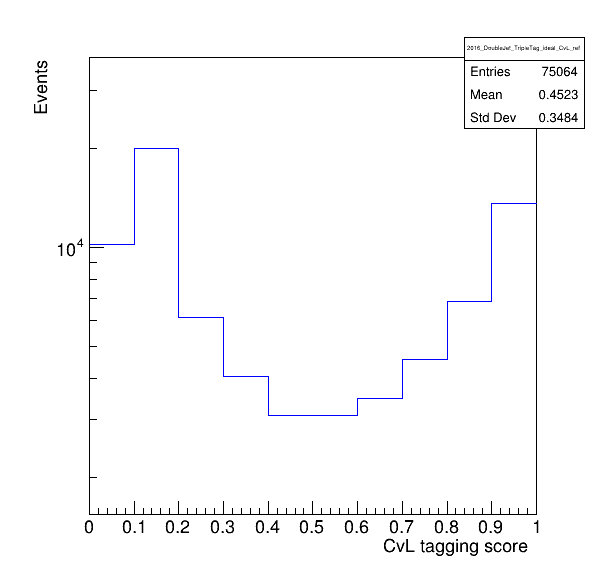 2016_DoubleJet_TripleTag_ideal_CvL_ref
Entries 75064
Mean 0.4523
Std Dev 0.3484
Events
10^4
0 0.1 0.2 0.3 0.4 0.5 0.6 0.7 0.8 0.9 1
CvL tagging score